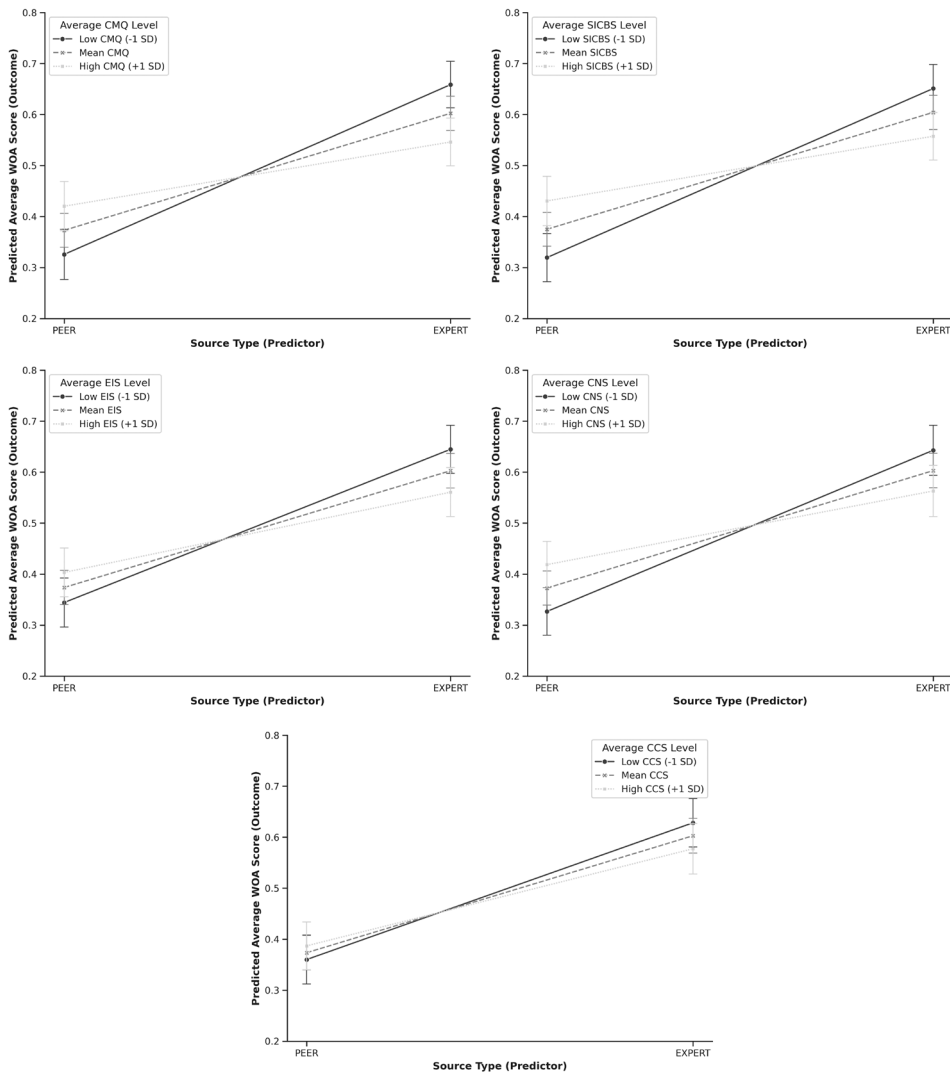 Predicted Average WOA Score (Outcome)
0.8
0.7
0.6
0.5
0.4
0.3
0.2
Average CMQ Level
Low CMQ (-1 SD)
Mean CMQ
High CMQ (+1 SD)
PEER
EXPERT
Source Type (Predictor)
Predicted Average WOA Score (Outcome)
0.8
0.7
0.6
0.5
0.4
0.3
0.2
Average SICBS Level
Low SICBS (-1 SD)
Mean SICBS
High SICBS (+1 SD)
PEER
EXPERT
Source Type (Predictor)
Predicted Average WOA Score (Outcome)
0.8
0.7
0.6
0.5
0.4
0.3
0.2
Average EIS Level
Low EIS (-1 SD)
Mean EIS
High EIS (+1 SD)
PEER
EXPERT
Source Type (Predictor)
Predicted Average WOA Score (Outcome)
0.8
0.7
0.6
0.5
0.4
0.3
0.2
Average CNS Level
Low CNS (-1 SD)
Mean CNS
High CNS (+1 SD)
PEER
EXPERT
Source Type (Predictor)
Predicted Average WOA Score (Outcome)
0.8
0.7
0.6
0.5
0.4
0.3
0.2
Average CCS Level
Low CCS (-1 SD)
Mean CCS
High CCS (+1 SD)
PEER
EXPERT
Source Type (Predictor)